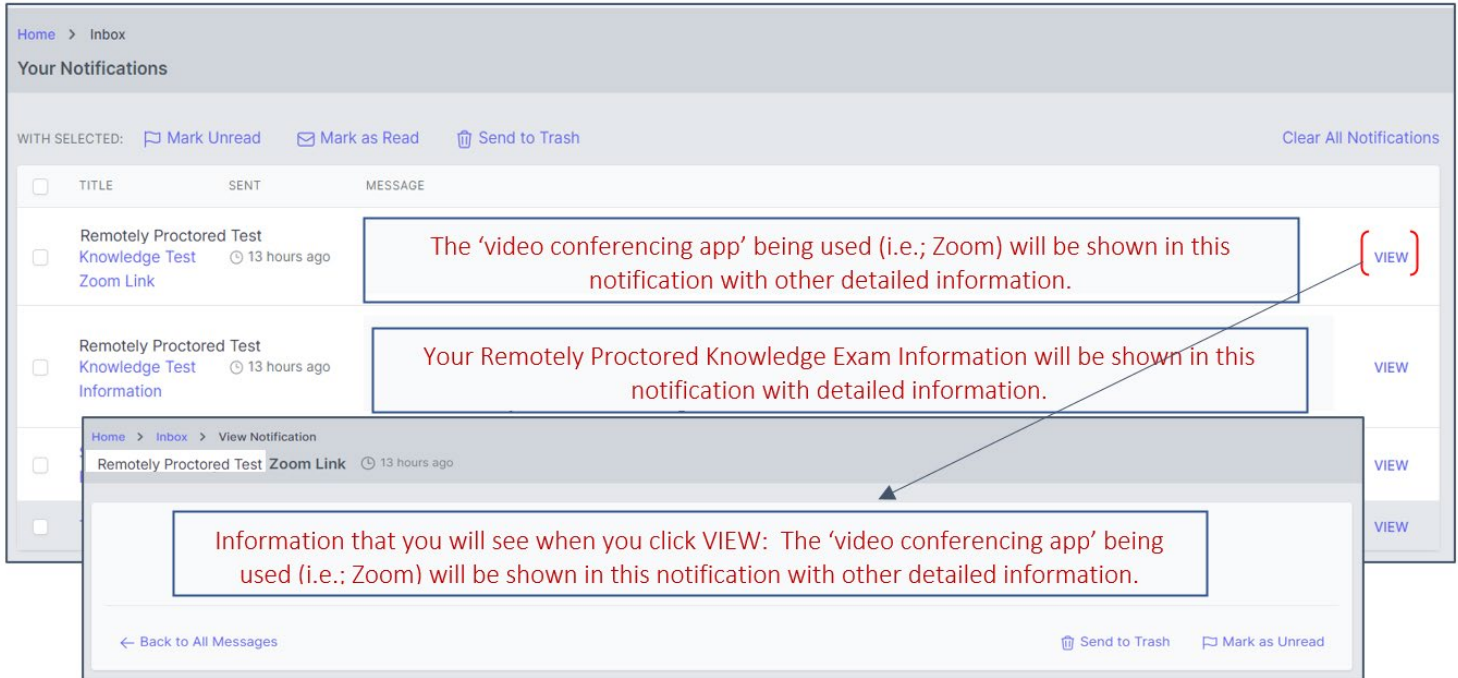 Home > Inbox
Your Notifications
WITH SELECTED: Mark Unread Mark as Read Send to Trash Clear All Notifications
TITLE SENT MESSAGE
Remotely Proctored Test
Knowledge Test 13 hours ago
Zoom Link
The ‘video conferencing app’ being used (i.e.; Zoom) will be shown in this
notification with other detailed information.
VIEW
Remotely Proctored Test
Knowledge Test 13 hours ago
Information
Your Remotely Proctored Knowledge Exam Information will be shown in this
notification with detailed information.
VIEW
VIEW
VIEW
Home > Inbox > View Notification
Remotely Proctored Test Zoom Link 13 hours ago
Information that you will see when you click VIEW: The ‘video conferencing app’ being
used (i.e.; Zoom) will be shown in this notification with other detailed information.
← Back to All Messages Send to Trash Mark as Unread